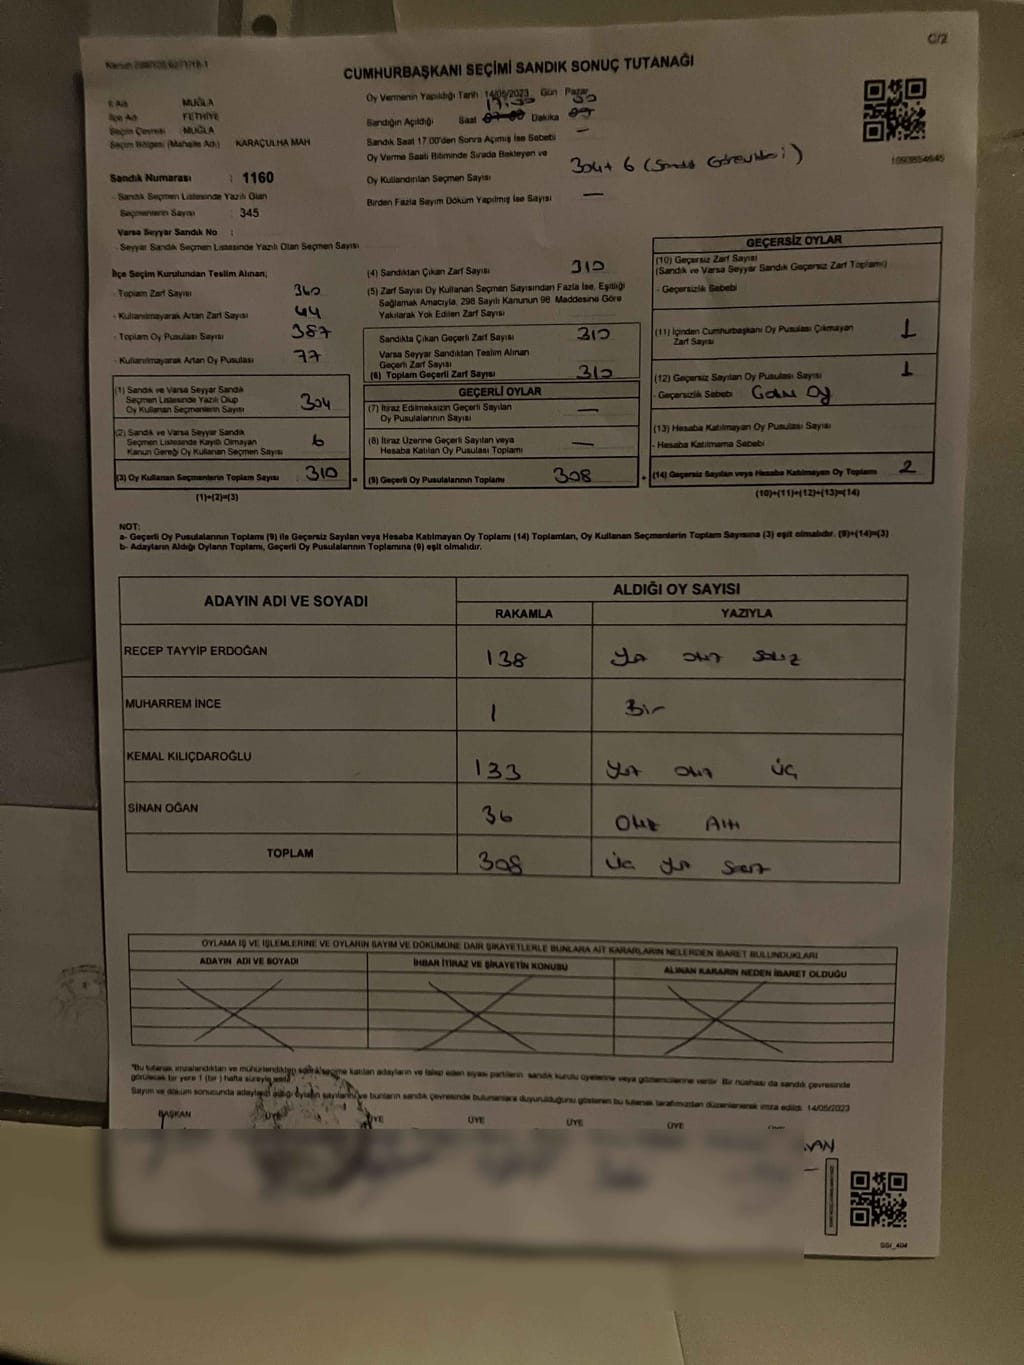 C/2
CUMHURBAŞKANI SEÇİMİ SANDIK SONUÇ TUTANAĞI
İl Adı MUĞLA
İlçe Adı FETHİYE
Seçim Çevresi MUĞLA
Seçim Bölgesi (Mahalle Adı) KARAÇULHA MAH
Oy Vermenin Yapıldığı Tarih 14/05/2023 Gün Pazar
Sandığın Açıldığı Saat Dakika
Sandık Saat 17.00'den Sonra Açımış İse Sebebi —
Oy Verme Saati Bitiminde Sırada Bekleyen ve
Oy Kullandırılan Seçmen Sayısı 304+6
Birden Fazla Sayım Döküm Yapılmış İse Sayısı —
Sandık Numarası : 1160
- Sandık Seçmen Listesinde Yazılı Olan
Seçmenlerin Sayısı : 345
Varsa Seyyar Sandık No :
- Seyyar Sandık Seçmen Listesinde Yazılı Olan Seçmen Sayısı
İlçe Seçim Kurulundan Teslim Alınan;
- Toplam Zarf Sayısı 360
- Kullanılmayarak Artan Zarf Sayısı 44
- Toplam Oy Pusulası Sayısı 387
- Kullanılmayarak Artan Oy Pusulası 77
(1) Sandık ve Varsa Seyyar Sandık
Seçmen Listesinde Yazılı Olup
Oy Kullanan Seçmenlerin Sayısı 304
(2) Sandık ve Varsa Seyyar Sandık
Seçmen Listesinde Kayıtlı Olmayan
Kanun Gereği Oy Kullanan Seçmen Sayısı 6
(3) Oy Kullanan Seçmenlerin Toplam Sayısı 310
(1)+(2)=(3)
(4) Sandıktan Çıkan Zarf Sayısı 310
(5) Zarf Sayısı Oy Kullanan Seçmen Sayısından Fazla İse, Eşitliği
Sağlamak Amacıyla, 298 Sayılı Kanunun 98. Maddesine Göre
Yakılarak Yok Edilen Zarf Sayısı
Sandıkta Çıkan Geçerli Zarf Sayısı 310
Varsa Seyyar Sandıktan Teslim Alınan
Geçerli Zarf Sayısı
(6) Toplam Geçerli Zarf Sayısı 310
GEÇERLİ OYLAR
(7) İtiraz Edilmeksizin Geçerli Sayılan
Oy Pusulalarının Sayısı —
(8) İtiraz Üzerine Geçerli Sayılan veya
Hesaba Katılan Oy Pusulası Toplamı —
(9) Geçerli Oy Pusulalarının Toplamı 308
GEÇERSİZ OYLAR
(10) Geçersiz Zarf Sayısı
(Sandık ve Varsa Seyyar Sandık Geçersiz Zarf Toplamı)
- Geçersizlik Sebebi
(11) İçinden Cumhurbaşkanı Oy Pusulası Çıkmayan
Zarf Sayısı 1
(12) Geçersiz Sayılan Oy Pusulası Sayısı 1
- Geçersizlik Sebebi Oy
(13) Hesaba Katılmayan Oy Pusulası Sayısı
- Hesaba Katılmama Sebebi
(14) Geçersiz Sayılan veya Hesaba Katılmayan Oy Toplamı 2
(10)+(11)+(12)+(13)=(14)
NOT:
a- Geçerli Oy Pusulalarının Toplamı (9) ile Geçersiz Sayılan veya Hesaba Katılmayan Oy Toplamı (14) Toplamları, Oy Kullanan Seçmenlerin Toplam Sayısına (3) eşit olmalıdır. (9)+(14)=(3)
b- Adayların Aldığı Oyların Toplamı, Geçerli Oy Pusulalarının Toplamına (9) eşit olmalıdır.
ADAYIN ADI VE SOYADI ALDIĞI OY SAYISI
RAKAMLA YAZIYLA
RECEP TAYYİP ERDOĞAN 138 yüz otuz sekiz
MUHARREM İNCE 1 Bir
KEMAL KILIÇDAROĞLU 133 yüz otuz üç
SİNAN OĞAN 36 Otuz Altı
TOPLAM 308 üç yüz sekiz
OYLAMA İŞ VE İŞLEMLERİNE VE OYLARIN SAYIM VE DÖKÜMÜNE DAİR ŞİKAYETLERLE BUNLARA AİT KARARLARIN NELERDEN İBARET BULUNDUKLARI
ADAYIN ADI VE SOYADI İHBAR İTİRAZ VE ŞİKAYETİN KONUSU ALINAN KARARIN NEDEN İBARET OLDUĞU
"Bu tutanak imzalandıktan ve mühürlendikten sonra seçime katılan adayların ve talep eden siyasi partilerin sandık kurulu üyelerine veya gözlemcilerine verilir. Bir nüshası da sandık çevresinde
görülecek bir yere 1 (bir) hafta süreyle asılır.
Sayım ve döküm sonucunda adayların aldığı oyların sayılarını ve bunların sandık çevresinde bulunanlara duyurulduğunu gösteren bu tutanak tarafımızdan düzenlenerek imza edildi. 14/05/2023
BAŞKAN ÜYE ÜYE ÜYE ÜYE ÜYE